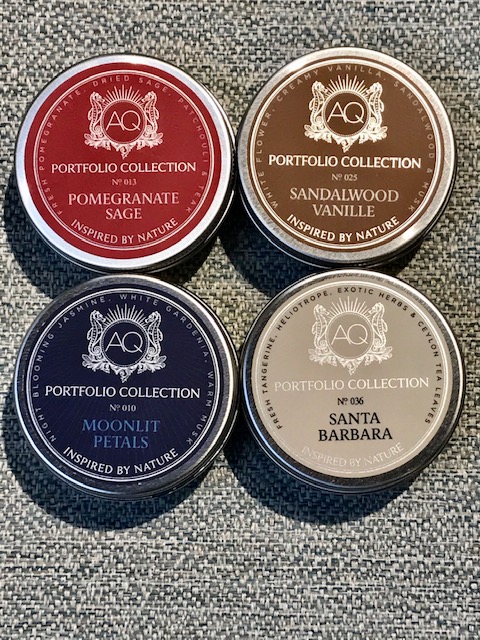 FRESH POMEGRANATE, DRIED SAGE, PATCHOULI & TEAK
AQ
PORTFOLIO COLLECTION
Nº 013
POMEGRANATE
SAGE
INSPIRED BY NATURE
WHITE FLOWER, CREAMY VANILLA, SANDALWOOD & MUSK
AQ
PORTFOLIO COLLECTION
Nº 025
SANDALWOOD
VANILLE
INSPIRED BY NATURE
NIGHT BLOOMING JASMINE, WHITE GARDENIA, WARM MUSK
AQ
PORTFOLIO COLLECTION
Nº 010
MOONLIT
PETALS
INSPIRED BY NATURE
FRESH TANGERINE, HELIOTROPE, EXOTIC HERBS & CEYLON TEA LEAVES
AQ
PORTFOLIO COLLECTION
Nº 036
SANTA
BARBARA
INSPIRED BY NATURE